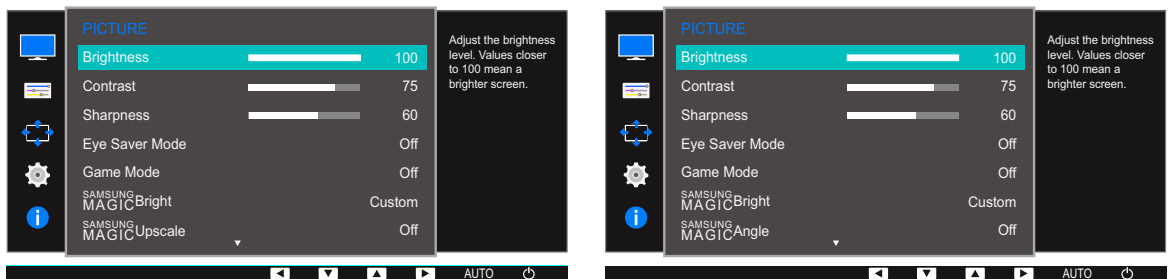 PICTURE
Brightness 100
Contrast 75
Sharpness 60
Eye Saver Mode Off
Game Mode Off
SAMSUNG MAGIC Bright Custom
SAMSUNG MAGIC Upscale Off
Adjust the brightness
level. Values closer
to 100 mean a
brighter screen.
AUTO
PICTURE
Brightness 100
Contrast 75
Sharpness 60
Eye Saver Mode Off
Game Mode Off
SAMSUNG MAGIC Bright Custom
SAMSUNG MAGIC Angle Off
Adjust the brightness
level. Values closer
to 100 mean a
brighter screen.
AUTO